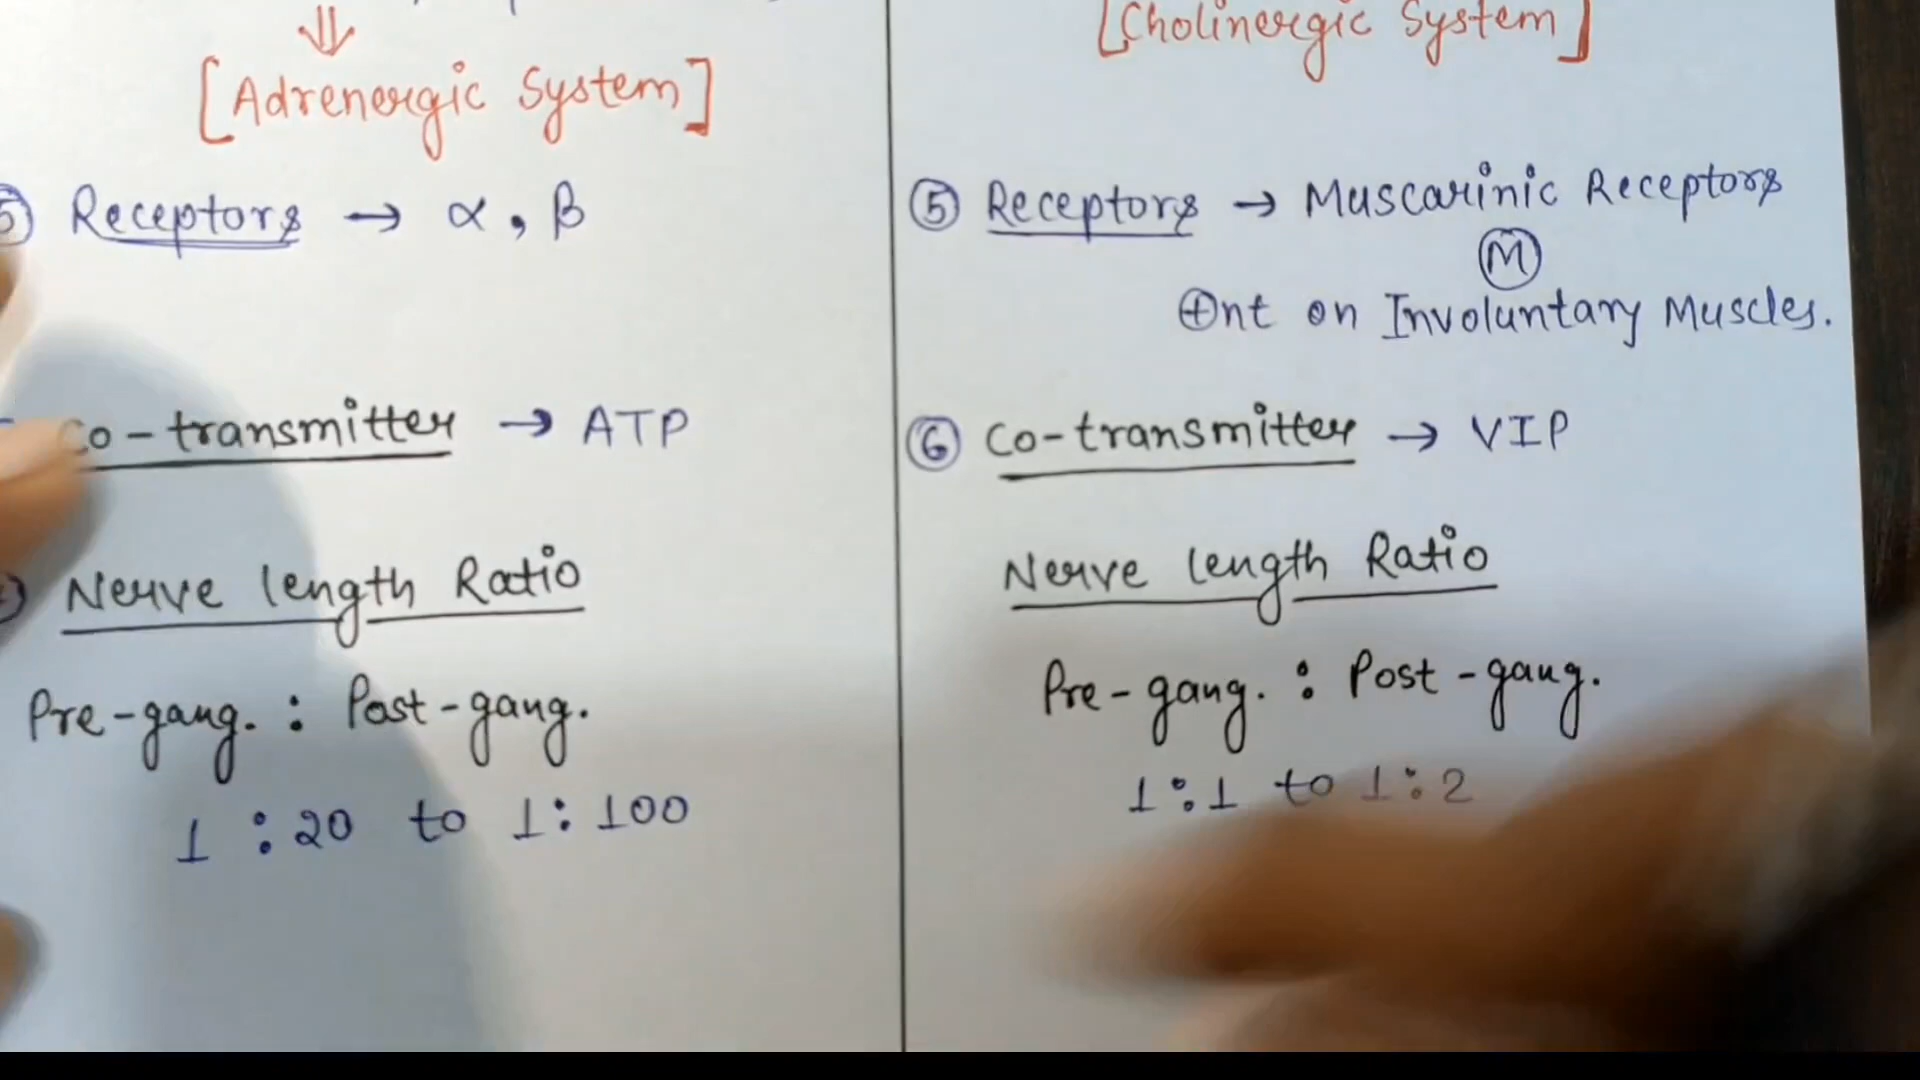 [Adrenergic System]
Receptors → α, β
Co-transmitter → ATP
Nerve length Ratio
Pre-gang. : Post-gang.
1 : 20 to 1 : 100
[Cholinergic System]
⑤ Receptors → Muscarinic Receptors
Ⓜ
⊕nt on Involuntary Muscles.
⑥ Co-transmitter → VIP
Nerve length Ratio
Pre-gang. : Post-gang.
1 : 1 to 1 : 2